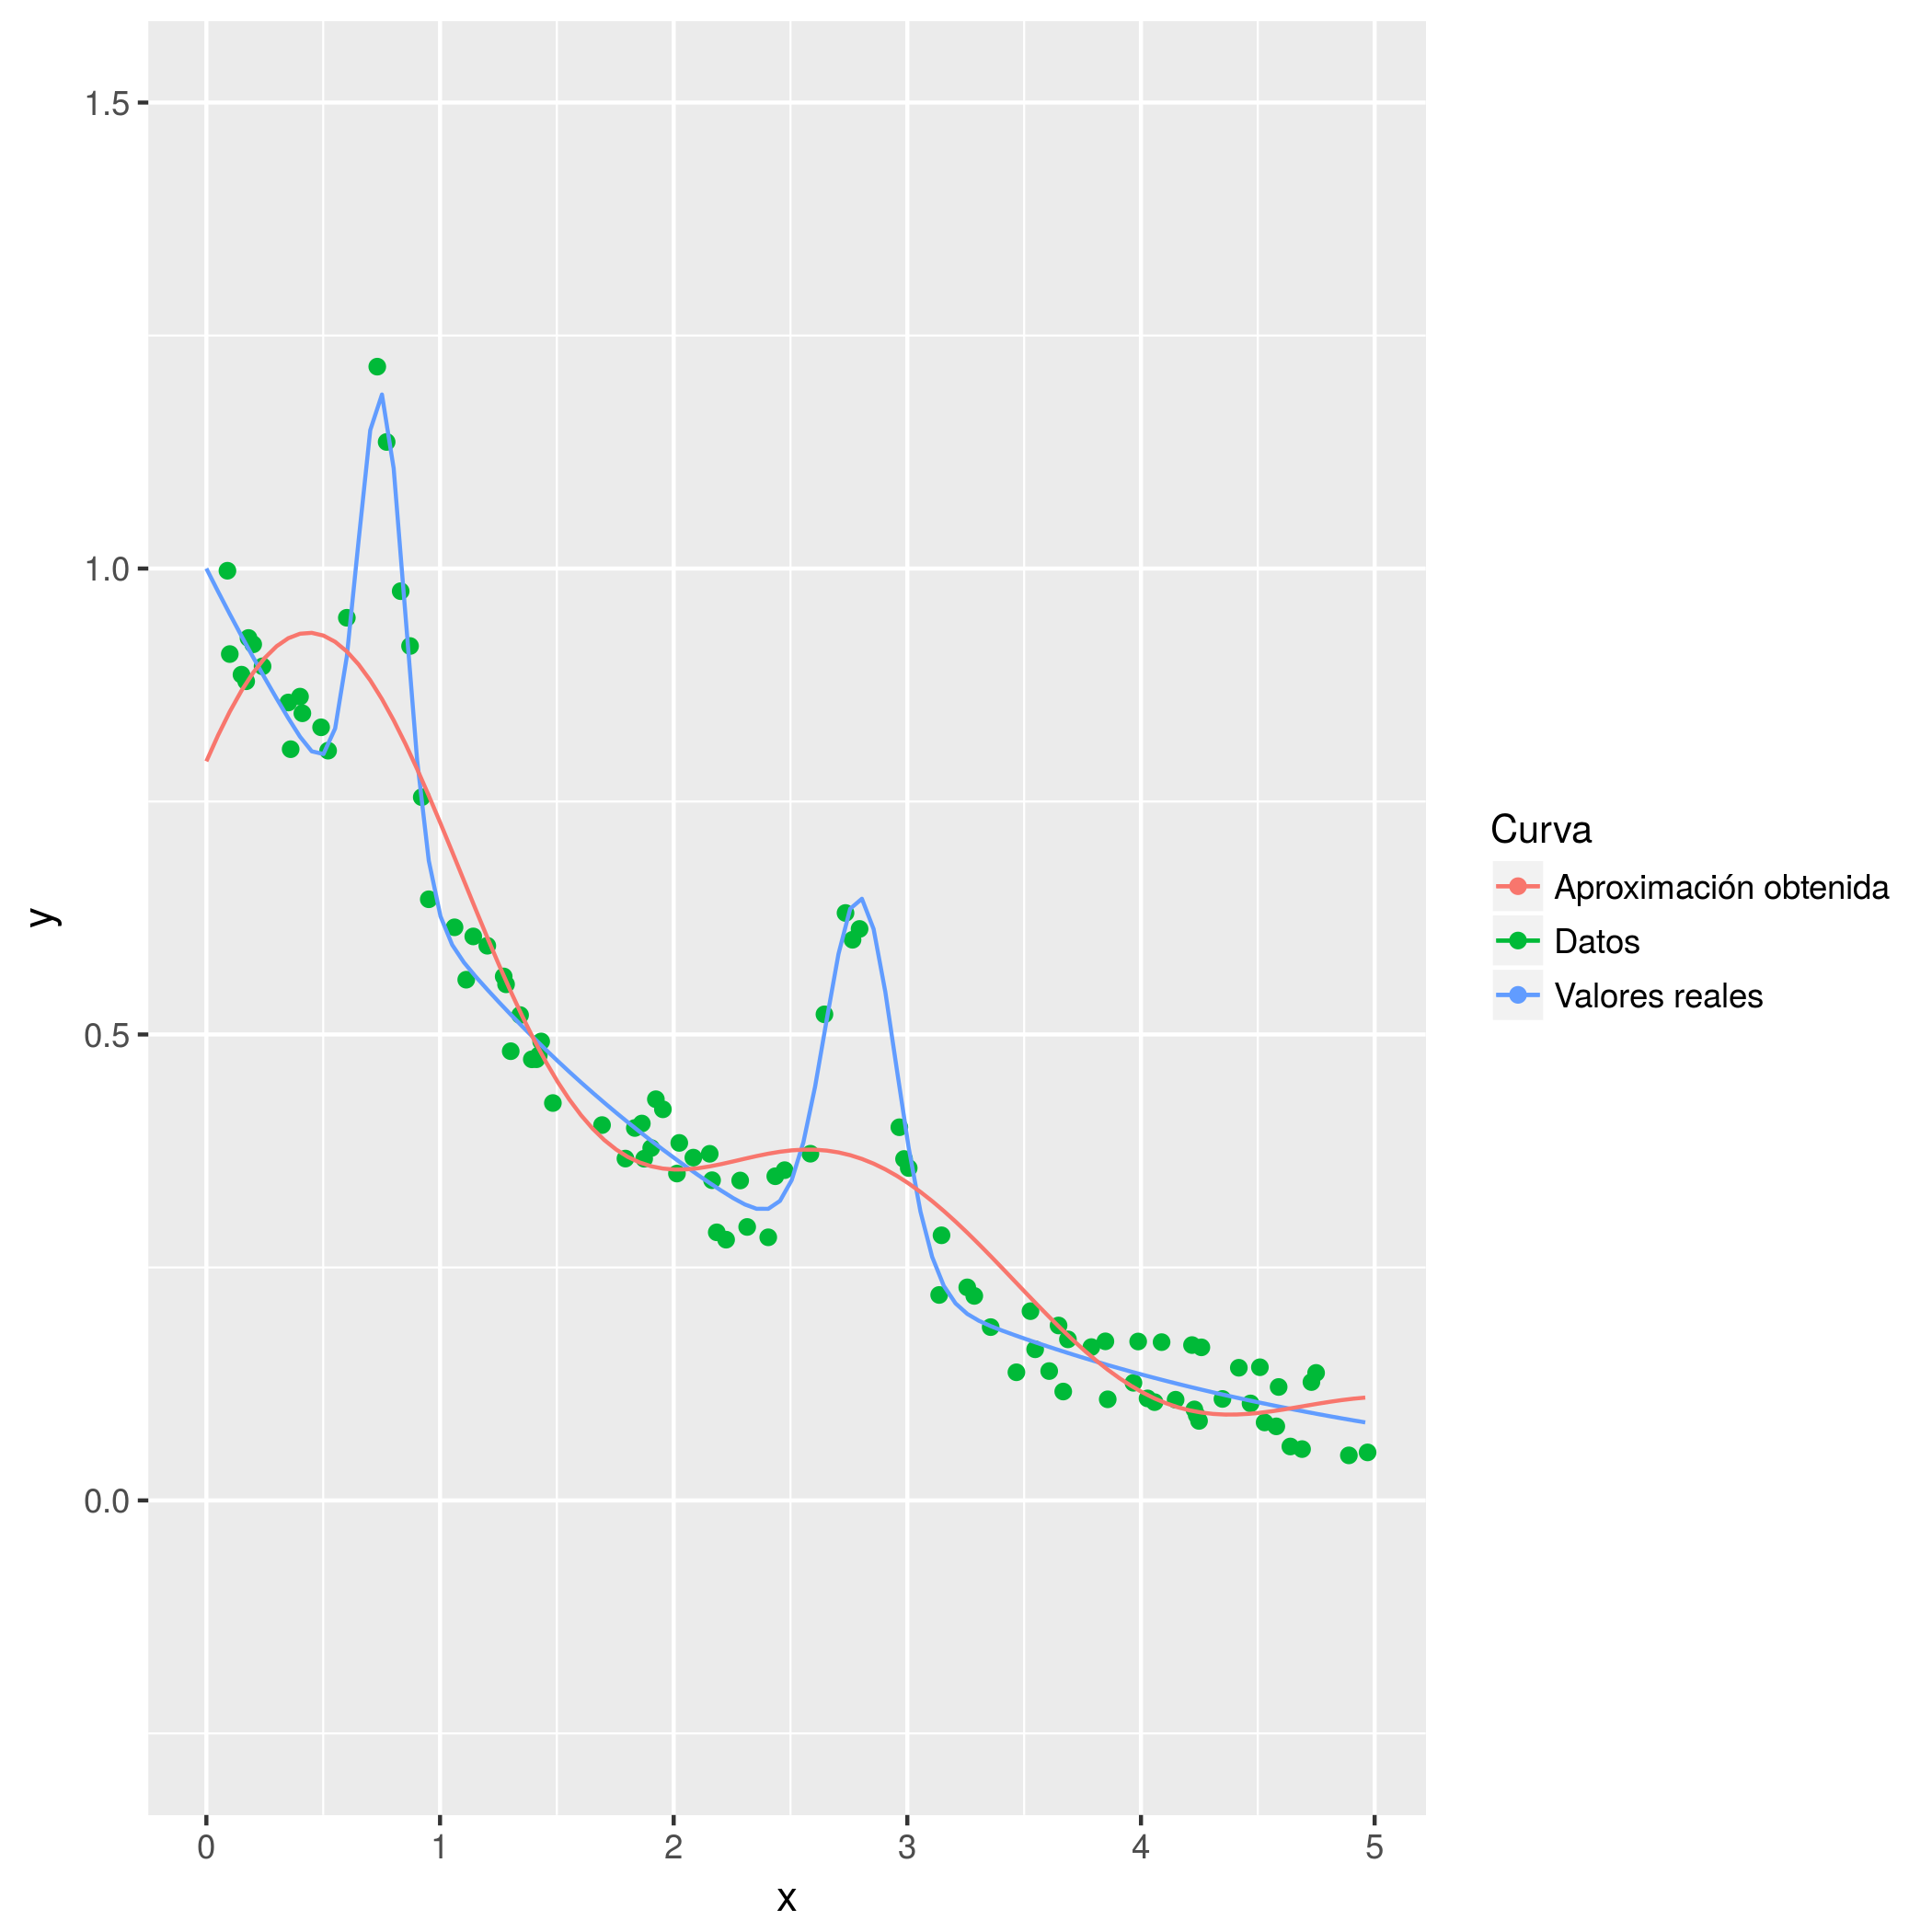 1.5
1.0
0.5
0.0
y
0
1
2
3
4
5
x
Curva
Aproximación obtenida
Datos
Valores reales